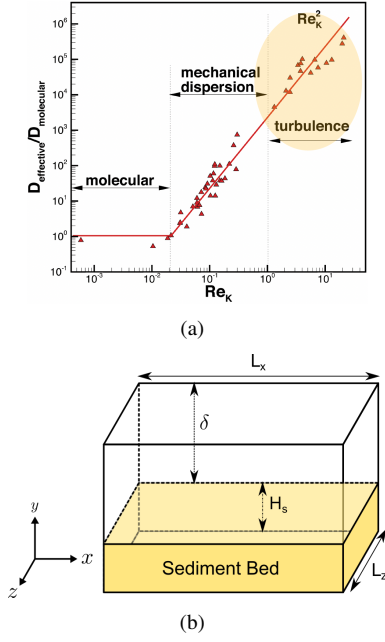 10⁶
10⁵
10⁴
10³
10²
10¹
10⁰
10⁻¹
D_effective/D_molecular
Re_K²
mechanical
dispersion
turbulence
molecular
10⁻³ 10⁻² 10⁻¹ 10⁰ 10¹
Re_K
(a)
L_x
δ
H_s
y
x
z
Sediment Bed
L_z
(b)